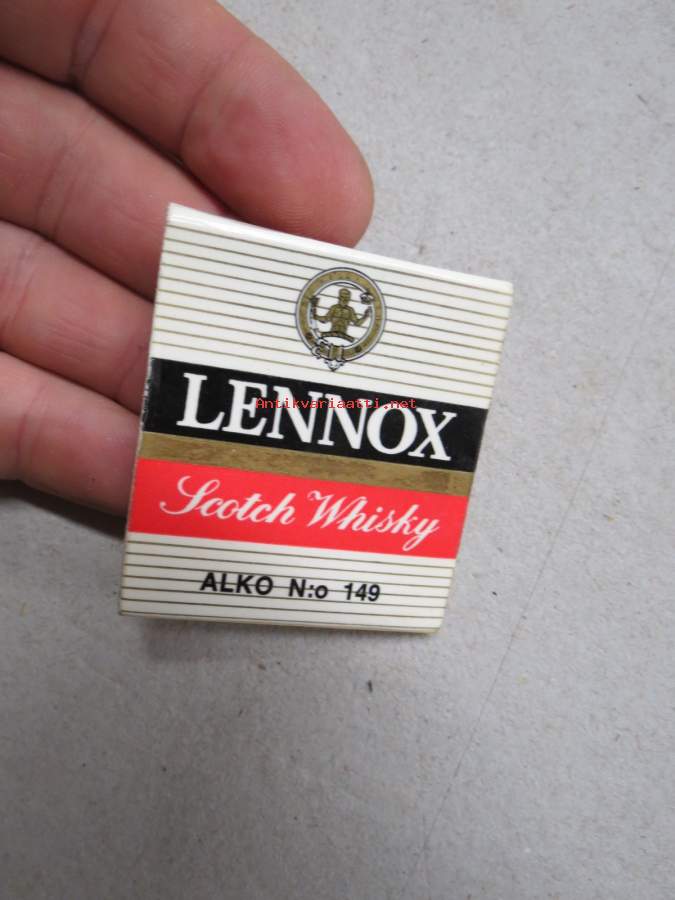 LENNOX
Antikvariaatti.net
Scotch Whisky
ALKO N:o 149